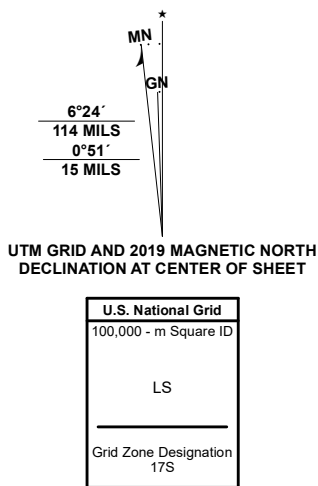 ★
MN
GN
6°24´
114 MILS
0°51´
15 MILS
UTM GRID AND 2019 MAGNETIC NORTH
DECLINATION AT CENTER OF SHEET
U.S. National Grid
100,000 - m Square ID
LS
Grid Zone Designation
17S